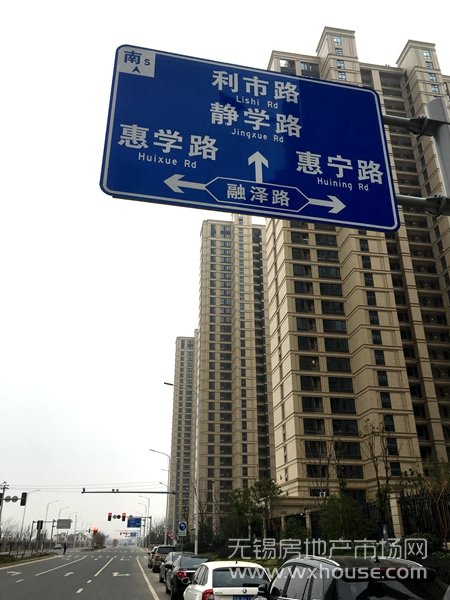 南 S
利市路
Lishi Rd
静学路
Jingxue Rd
惠学路
Huixue Rd
惠宁路
Huining Rd
融泽路
无锡房地产市场网
www.wxhouse.com